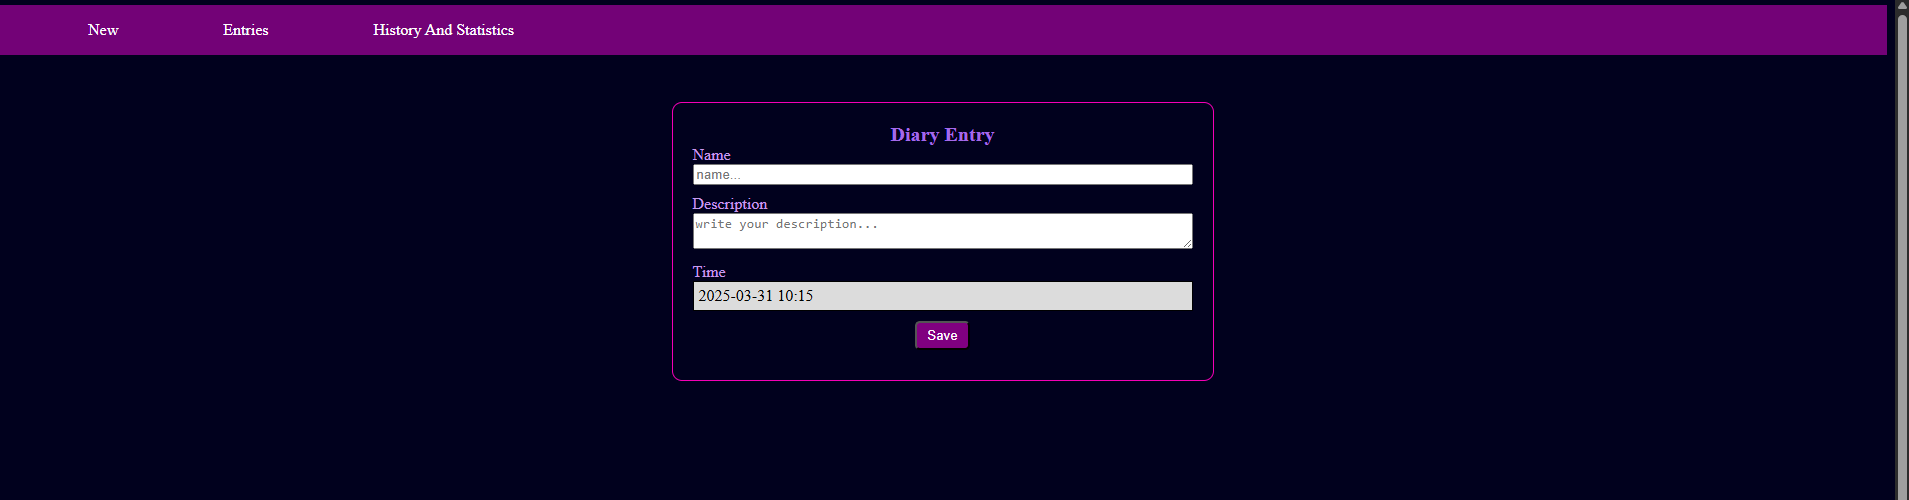 New Entries History And Statistics
Diary Entry
Name
name...
Description
write your description...
Time
2025-03-31 10:15
Save